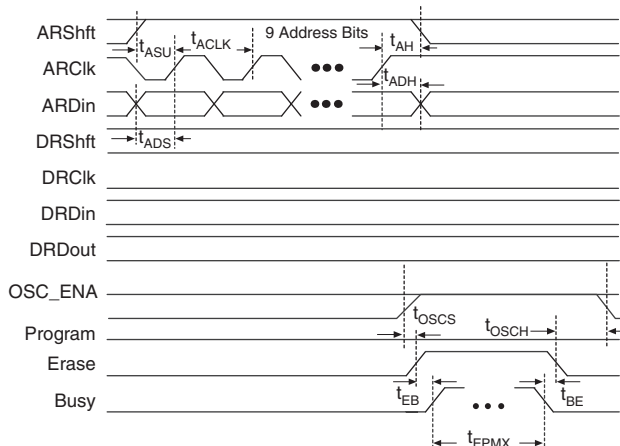 ARShft
9 Address Bits
tASU
tACLK
tAH
ARClk
tADH
ARDin
DRShft
tADS
DRClk
DRDin
DRDout
OSC_ENA
tOSCS
tOSCH
Program
Erase
tEB
tBE
Busy
tEPMX